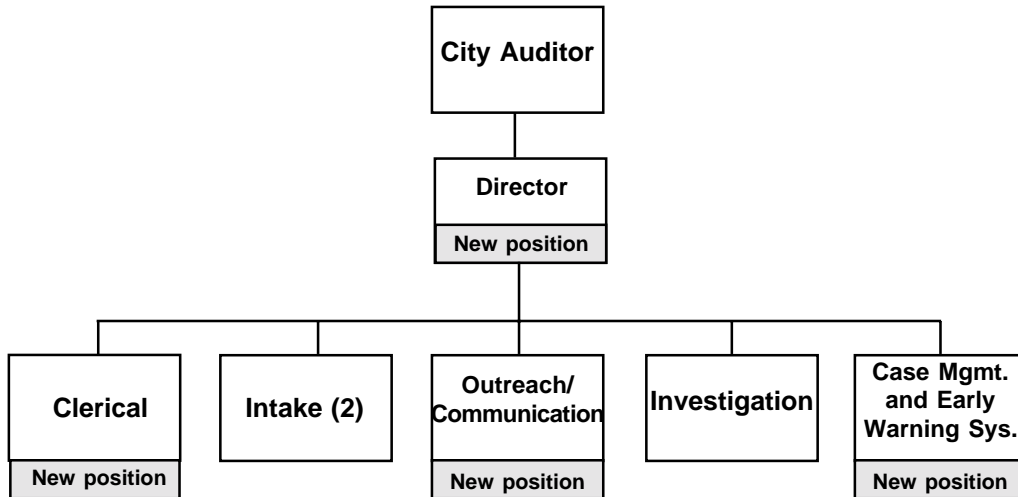 City Auditor
Director
New position
Clerical
New position
Intake (2)
Outreach/
Communication
New position
Investigation
Case Mgmt.
and Early
Warning Sys.
New position